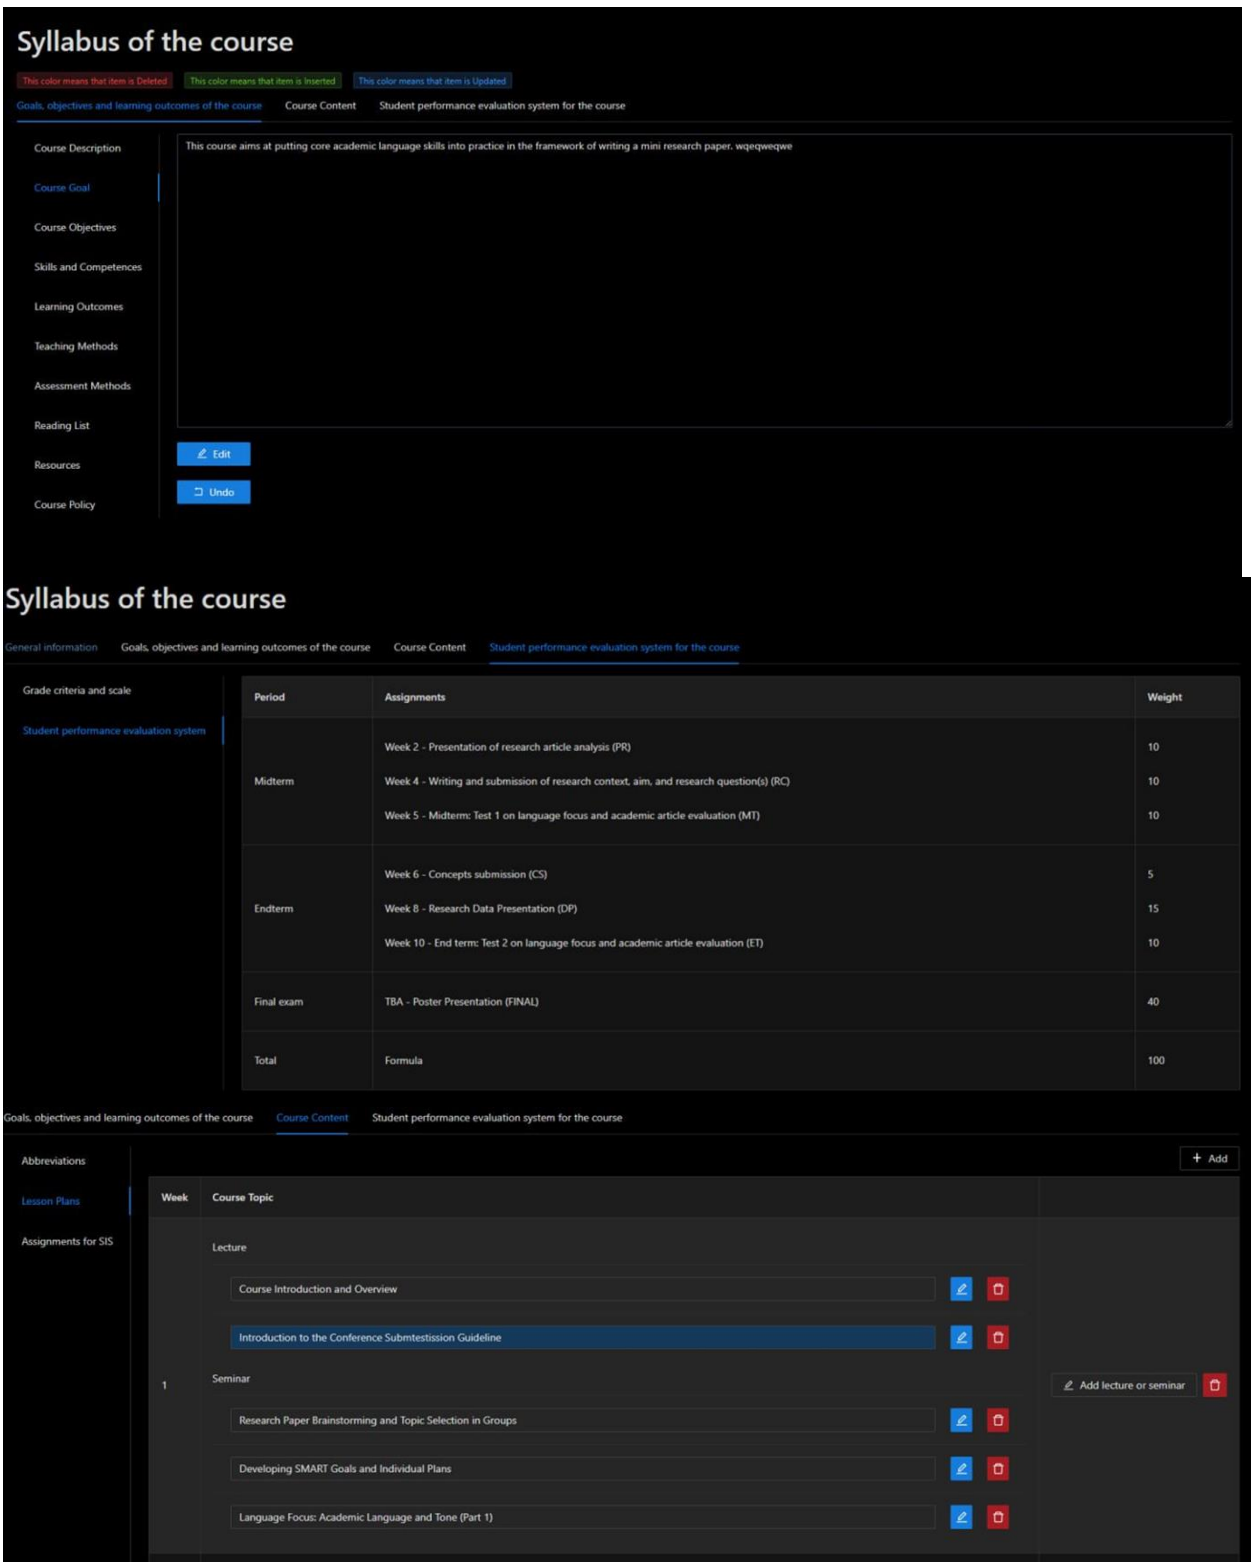 Syllabus of the course
This color means that item is Deleted This color means that item is Inserted This color means that item is Updated
Goals, objectives and learning outcomes of the course Course Content Student performance evaluation system for the course
Course Description
This course aims at putting core academic language skills into practice in the framework of writing a mini research paper. wqeqweqwe
Course Goal
Course Objectives
Skills and Competences
Learning Outcomes
Teaching Methods
Assessment Methods
Reading List
Resources
Course Policy
Edit
Undo
Syllabus of the course
General information Goals, objectives and learning outcomes of the course Course Content Student performance evaluation system for the course
Grade criteria and scale
Student performance evaluation system
Period Assignments Weight
Midterm
Week 2 - Presentation of research article analysis (PR) 10
Week 4 - Writing and submission of research context, aim, and research question(s) (RC) 10
Week 5 - Midterm: Test 1 on language focus and academic article evaluation (MT) 10
Endterm
Week 6 - Concepts submission (CS) 5
Week 8 - Research Data Presentation (DP) 15
Week 10 - End term: Test 2 on language focus and academic article evaluation (ET) 10
Final exam TBA - Poster Presentation (FINAL) 40
Total Formula 100
Goals, objectives and learning outcomes of the course Course Content Student performance evaluation system for the course
Abbreviations
Lesson Plans
Assignments for SIS
+ Add
Week Course Topic
1
Lecture
Course Introduction and Overview
Introduction to the Conference Submtestission Guideline
Seminar
Add lecture or seminar
Research Paper Brainstorming and Topic Selection in Groups
Developing SMART Goals and Individual Plans
Language Focus: Academic Language and Tone (Part 1)